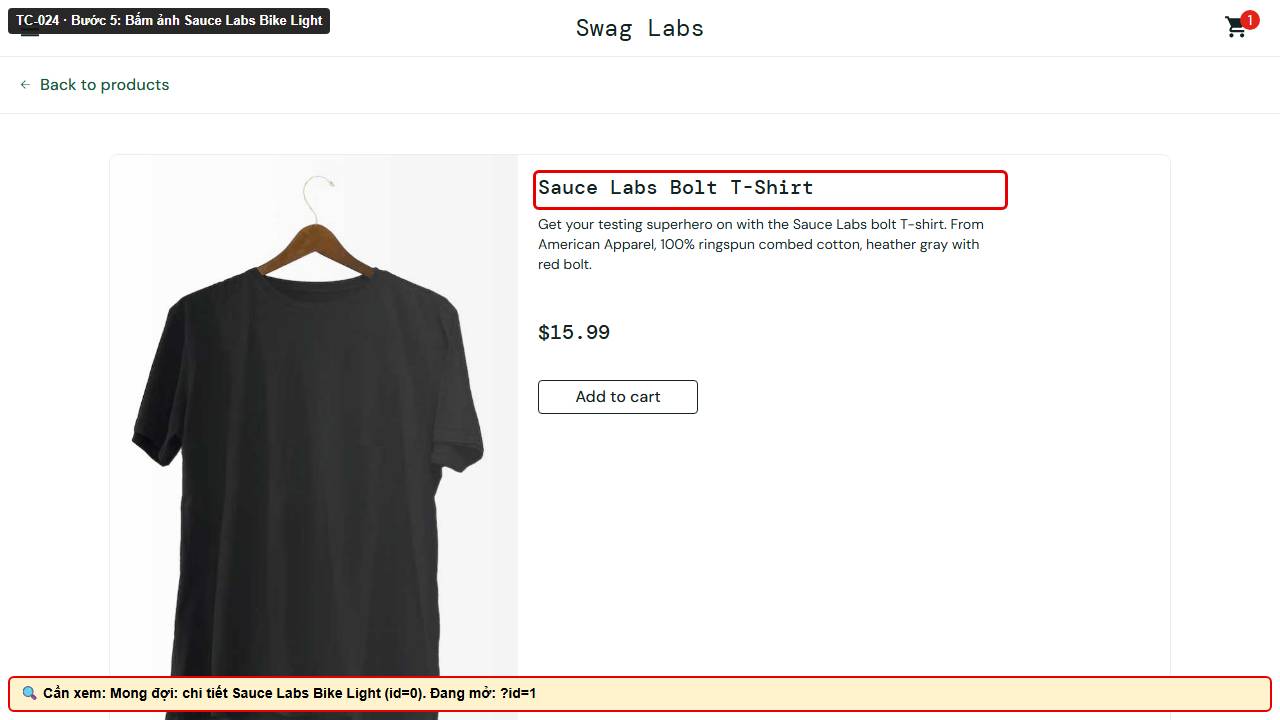 TC-024 · Bước 5: Bấm ảnh Sauce Labs Bike Light
Swag Labs
1
Back to products
Sauce Labs Bolt T-Shirt
Get your testing superhero on with the Sauce Labs bolt T-shirt. From
American Apparel, 100% ringspun combed cotton, heather gray with
red bolt.
$15.99
Add to cart
🔍 Cần xem: Mong đợi: chi tiết Sauce Labs Bike Light (id=0). Đang mở: ?id=1